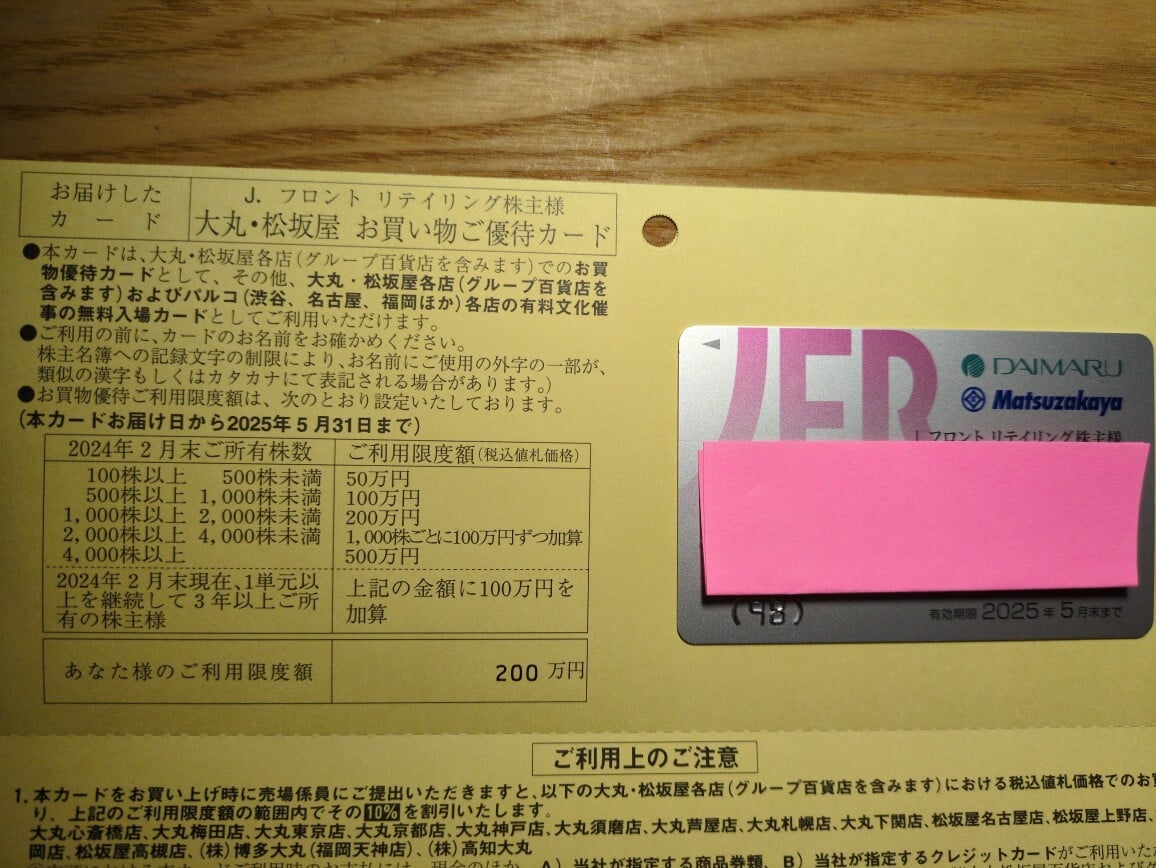 お届けした
カード
J. フロント リテイリング株主様
大丸・松坂屋 お買い物ご優待カード
●本カードは、大丸・松坂屋各店(グループ百貨店を含みます)でのお買
物優待カードとして、その他、大丸・松坂屋各店(グループ百貨店を
含みます)およびパルコ(渋谷、名古屋、福岡ほか)各店の有料文化催
事の無料入場カードとしてご利用いただけます。
●ご利用の前に、カードのお名前をお確かめください。
株主名簿への記録文字の制限により、お名前にご使用の外字の一部が、
類似の漢字もしくはカタカナにて表記される場合があります。)
●お買物優待ご利用限度額は、次のとおり設定いたしております。
(本カードお届け日から2025年5月31日まで)
2024年2月末ご所有株数 ご利用限度額(税込値札価格)
100株以上 500株未満 50万円
500株以上 1,000株未満 100万円
1,000株以上 2,000株未満 200万円
2,000株以上 4,000株未満 1,000株ごとに100万円ずつ加算
4,000株以上 500万円
2024年2月末現在、1単元以
上を継続して3年以上ご所
有の株主様
上記の金額に100万円を
加算
あなた様のご利用限度額 200 万円
DAIMARU
Matsuzakaya
フロント リテイリング株主様
(98)
有効期限 2025年5月末まで
ご利用上のご注意
1. 本カードをお買い上げ時に売場係員にご提出いただきますと、以下の大丸・松坂屋各店(グループ百貨店を含みます)における税込値札価格でのお買
り、上記のご利用限度額の範囲内でその10%を割引いたします。
大丸心斎橋店、大丸梅田店、大丸東京店、大丸京都店、大丸神戸店、大丸須磨店、大丸芦屋店、大丸札幌店、大丸下関店、松坂屋名古屋店、松坂屋上野店、
岡店、松坂屋高槻店、(株)博多大丸(福岡天神店)、(株)高知大丸
A)当社が指定する商品券類、B)当社が指定するクレジットカードがご利用いた